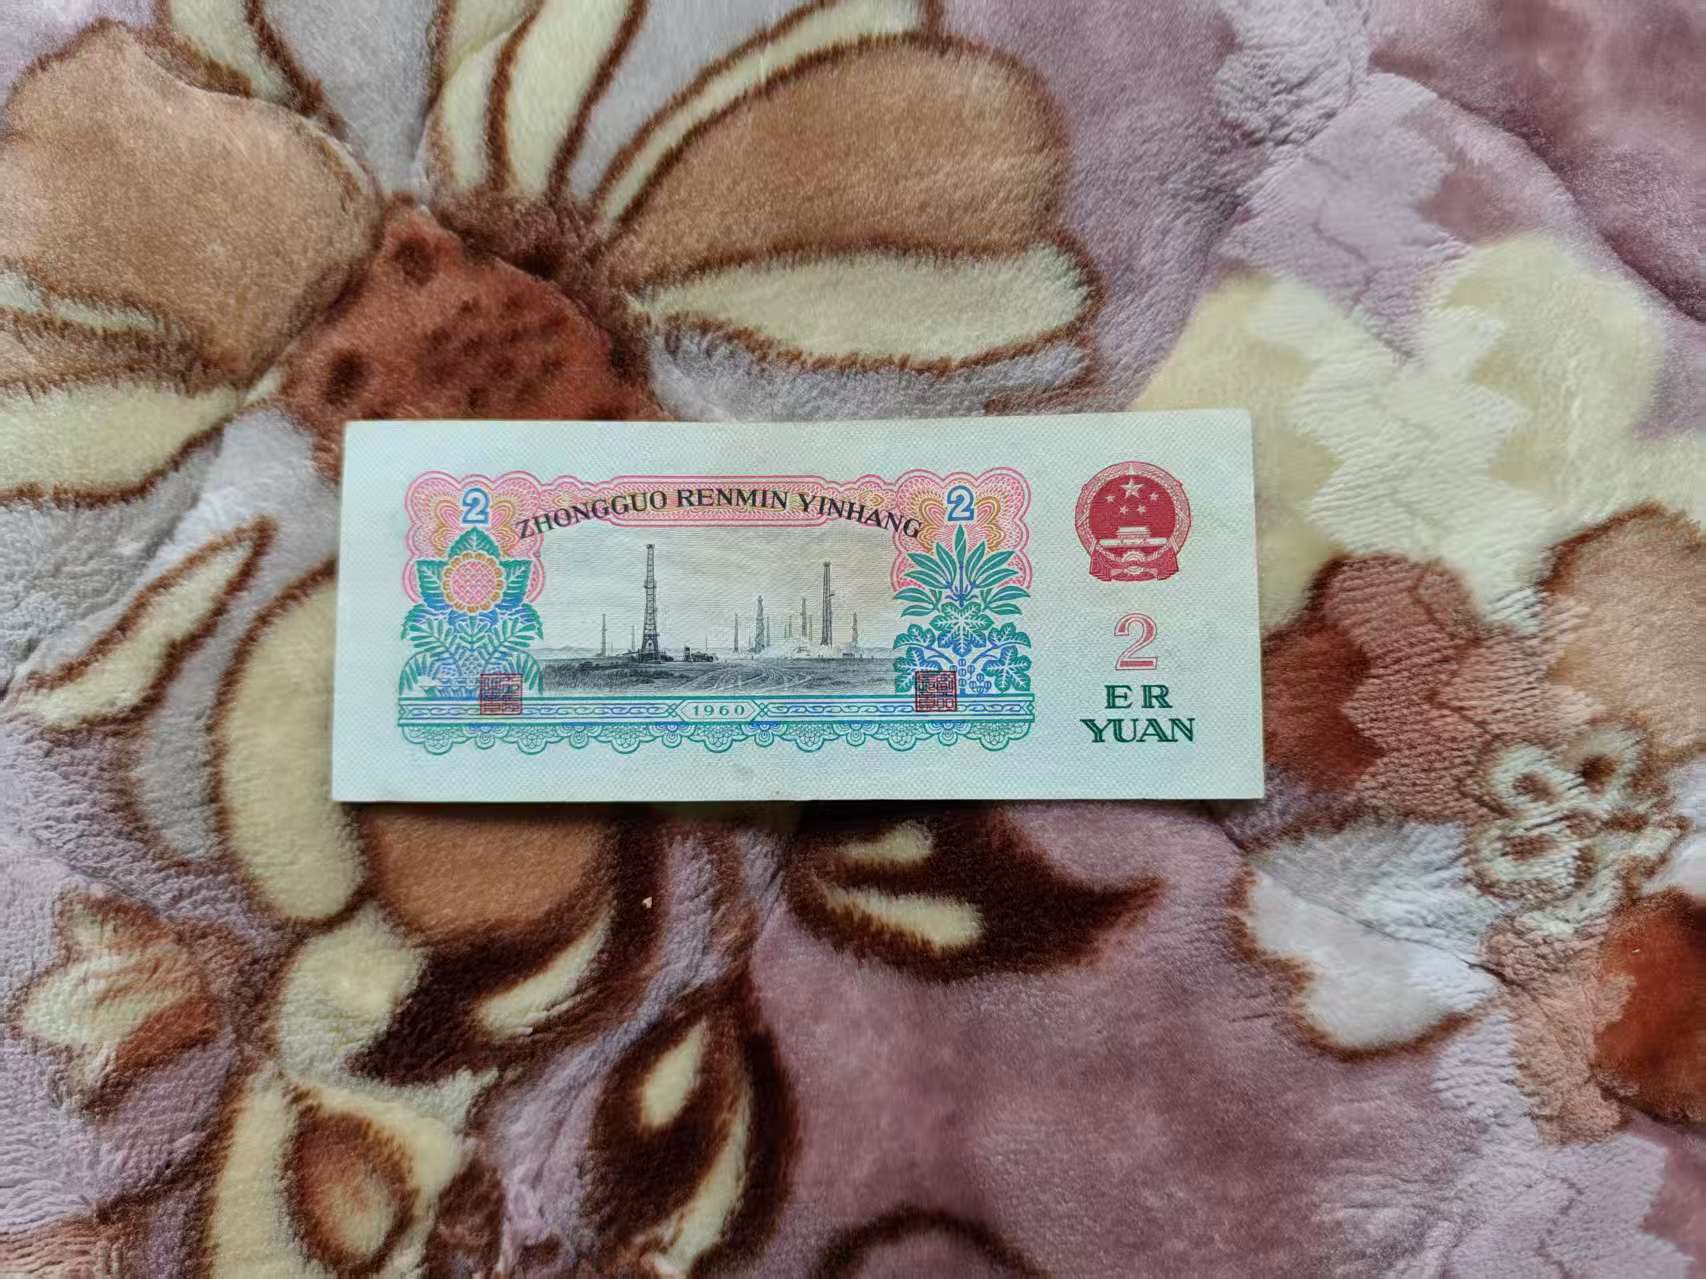 2 2
ZHONGGUO RENMIN YINHANG
2
ER
YUAN
1960